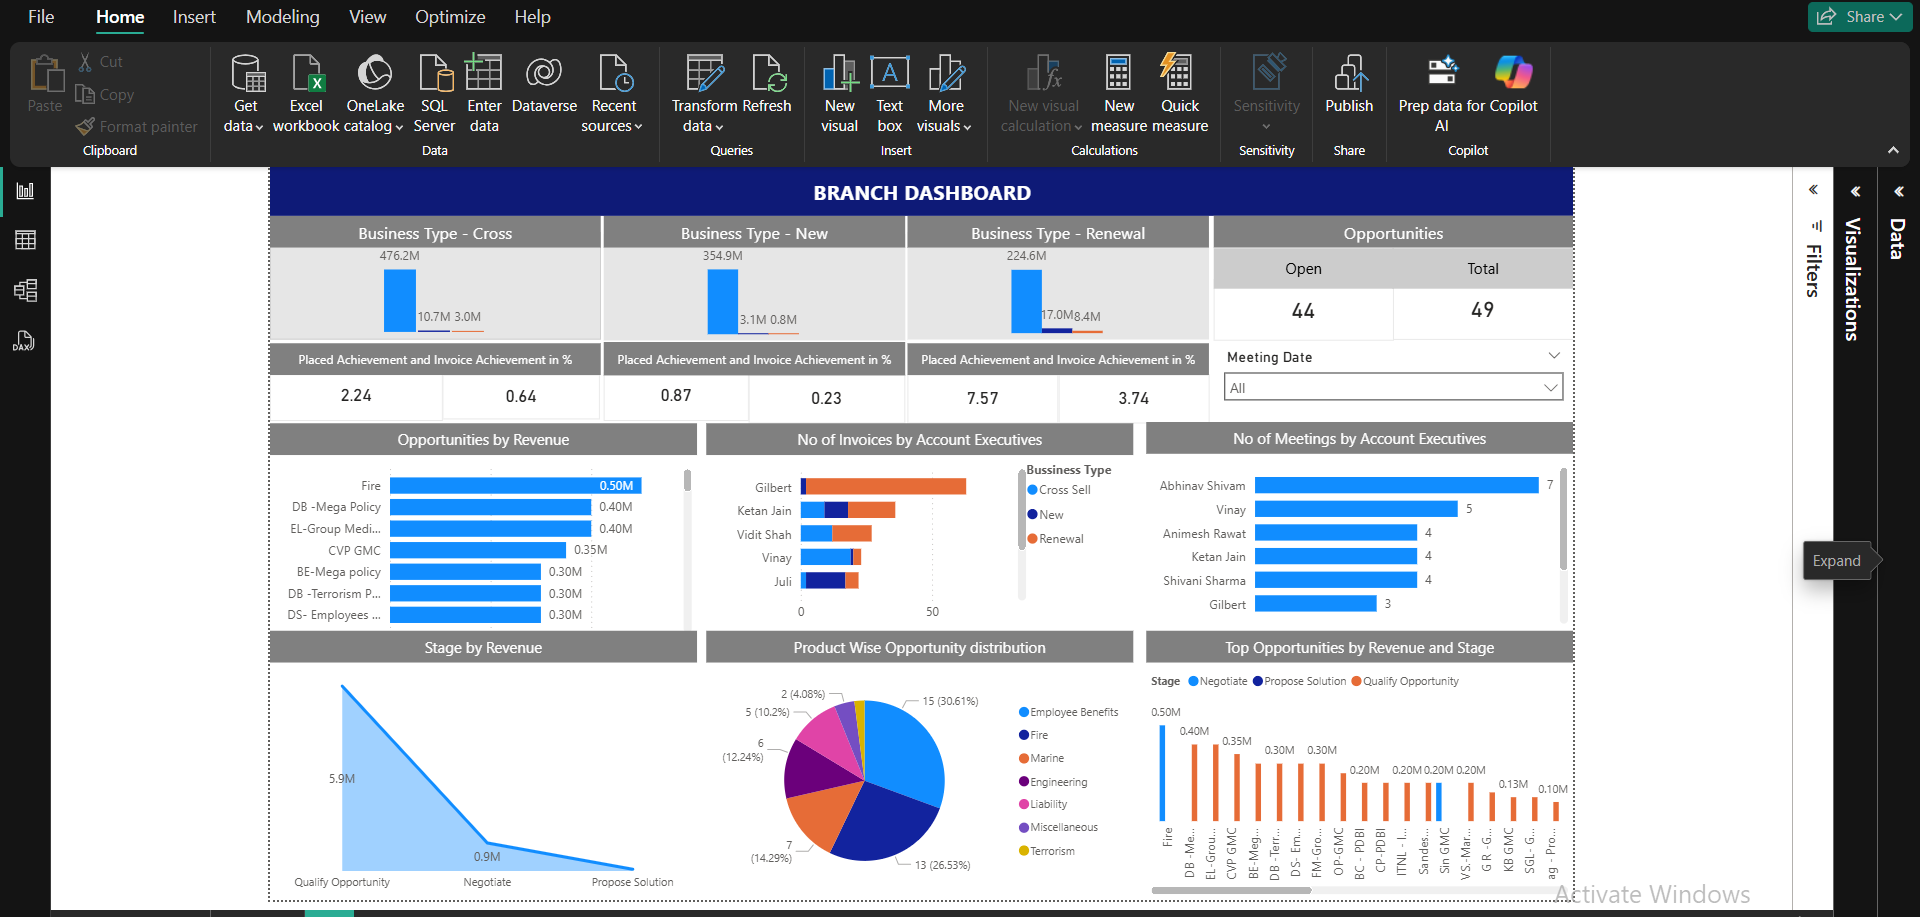 File Home Insert Modeling View Optimize Help Share
Paste
Cut
Copy
Format painter
Clipboard
Get data
Excel workbook
OneLake catalog
SQL Server
Enter data
Dataverse
Recent sources
Data
Transform data
Refresh
Queries
New visual
Text box
More visuals
Insert
New visual calculation
New measure
Quick measure
Calculations
Sensitivity
Sensitivity
Publish
Share
Prep data for AI
Copilot
Copilot
DAX
BRANCH DASHBOARD
Business Type - Cross
476.2M
10.7M 3.0M
Business Type - New
354.9M
3.1M 0.8M
Business Type - Renewal
224.6M
17.0M 8.4M
Opportunities
Open Total
44 49
Placed Achievement and Invoice Achievement in %
2.24 0.64
Placed Achievement and Invoice Achievement in %
0.87 0.23
Placed Achievement and Invoice Achievement in %
7.57 3.74
Meeting Date
All
Opportunities by Revenue
Fire 0.50M
DB -Mega Policy 0.40M
EL-Group Medi... 0.40M
CVP GMC 0.35M
BE-Mega policy 0.30M
DB -Terrorism P... 0.30M
DS- Employees ... 0.30M
No of Invoices by Account Executives
Gilbert
Ketan Jain
Vidit Shah
Vinay
Juli
0 50
Bussiness Type
Cross Sell
New
Renewal
No of Meetings by Account Executives
Abhinav Shivam 7
Vinay 5
Animesh Rawat 4
Ketan Jain 4
Shivani Sharma 4
Gilbert 3
Stage by Revenue
5.9M
0.9M
Qualify Opportunity Negotiate Propose Solution
Product Wise Opportunity distribution
2 (4.08%)
5 (10.2%)
6
(12.24%)
7
(14.29%)
15 (30.61%)
13 (26.53%)
Employee Benefits
Fire
Marine
Engineering
Liability
Miscellaneous
Terrorism
Top Opportunities by Revenue and Stage
Stage Negotiate Propose Solution Qualify Opportunity
0.50M
0.40M
0.35M
0.30M 0.30M
0.20M 0.20M 0.20M 0.20M
0.13M
0.10M
Fire
DB -Me...
EL-Grou...
CVP GMC
BE-Meg...
DB -Terr...
DS- Em...
FM-Gro...
OP-GMC
BC - PDBI
CP-PDBI
ITNL - I...
Sandes...
Sin GMC
VS.-Mar...
G R -G...
KB GMC
SGL- G...
ag - Pro...
Filters
Visualizations
Data
Expand
Activate Windows